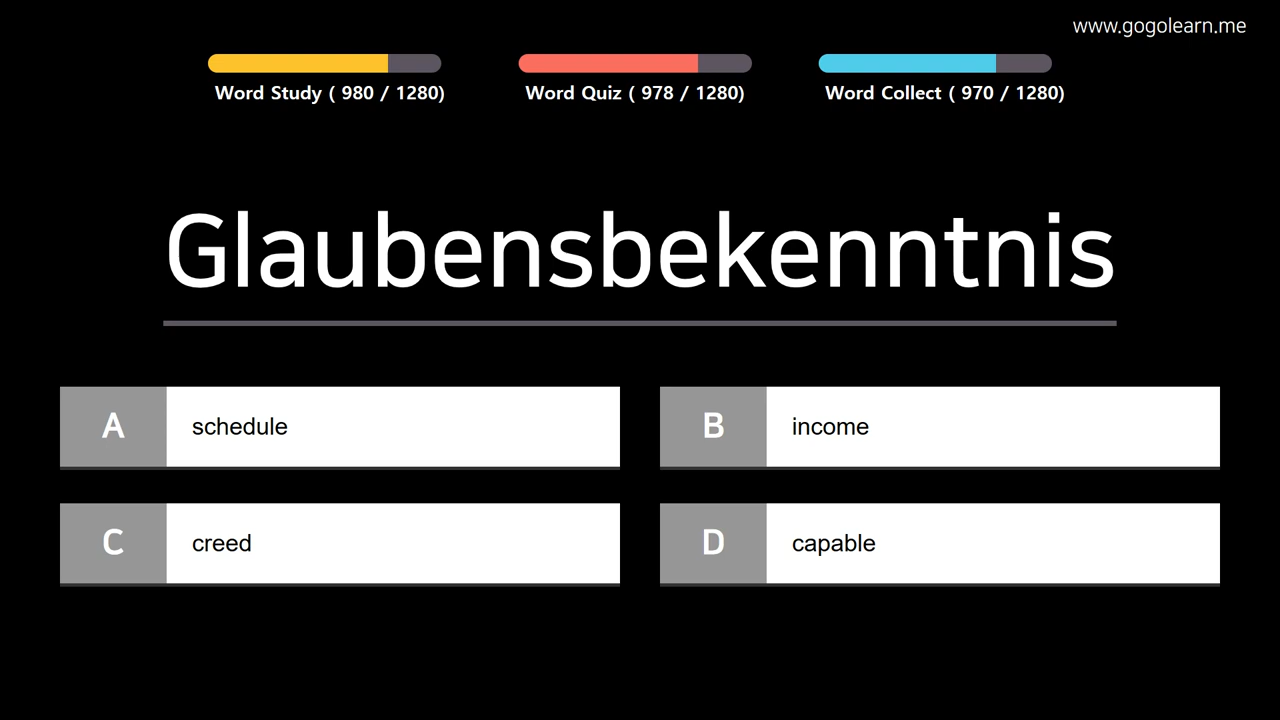 www.gogolearn.me
Word Study ( 980 / 1280)
Word Quiz ( 978 / 1280)
Word Collect ( 970 / 1280)
Glaubensbekenntnis
A schedule
B income
C creed
D capable